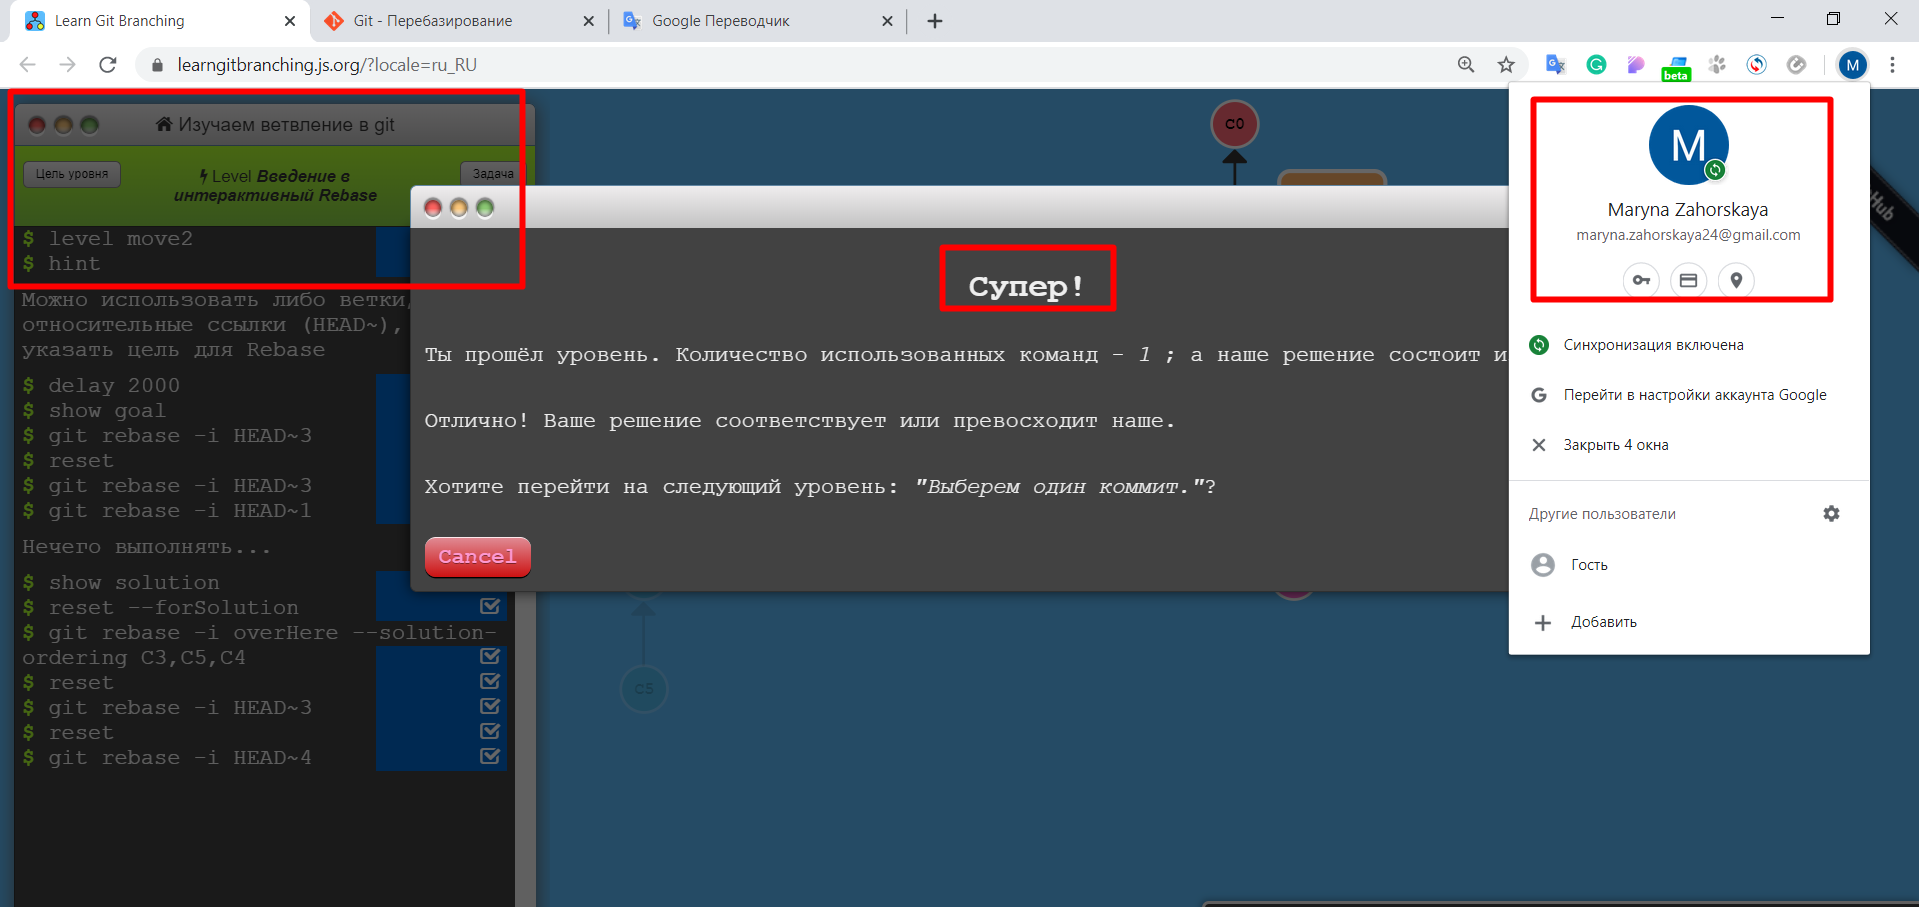 Learn Git Branching
Git - Перебазирование
Google Переводчик
learngitbranching.js.org/?locale=ru_RU
beta
M
Изучаем ветвление в git
Цель уровня
Level Введение в
интерактивный Rebase
Задача
$ level move2
$ hint
Можно использовать либо ветки,
относительные ссылки (HEAD~),
указать цель для Rebase
$ delay 2000
$ show goal
$ git rebase -i HEAD~3
$ reset
$ git rebase -i HEAD~3
$ git rebase -i HEAD~1
Нечего выполнять...
$ show solution
$ reset --forSolution
$ git rebase -i overHere --solution-
ordering C3,C5,C4
$ reset
$ git rebase -i HEAD~3
$ reset
$ git rebase -i HEAD~4
C0
Супер!
Ты прошёл уровень. Количество использованных команд - 1 ; а наше решение состоит и
Отлично! Ваше решение соответствует или превосходит наше.
Хотите перейти на следующий уровень: "Выберем один коммит."?
Cancel
C5
M
Maryna Zahorskaya
maryna.zahorskaya24@gmail.com
Синхронизация включена
G Перейти в настройки аккаунта Google
Закрыть 4 окна
Другие пользователи
Гость
Добавить
Hub